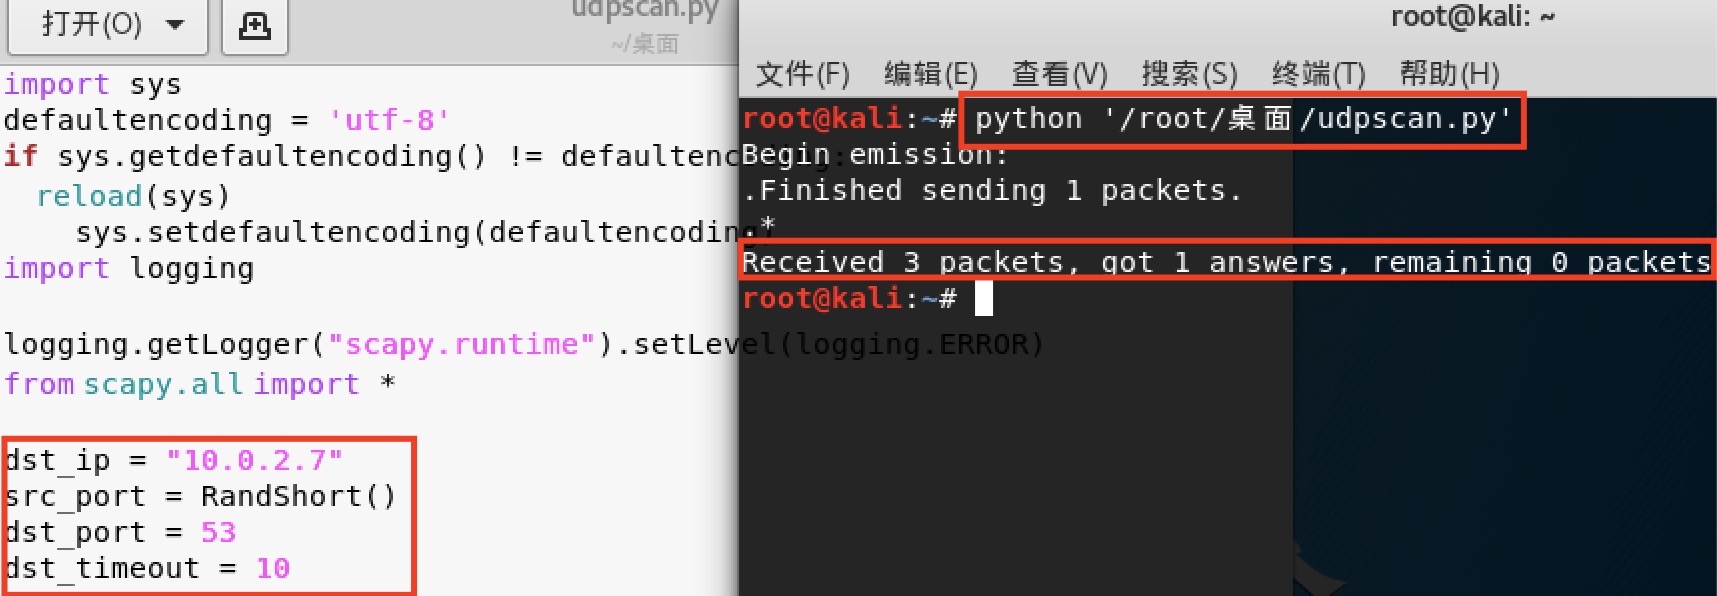 打开(O)
udpscan.py
~/桌面
import sys
defaultencoding = 'utf-8'
if sys.getdefaultencoding() != defaultenc
reload(sys)
sys.setdefaultencoding(defaultencoding)
import logging
logging.getLogger("scapy.runtime").setLevel(logging.ERROR)
from scapy.all import *
dst_ip = "10.0.2.7"
src_port = RandShort()
dst_port = 53
dst_timeout = 10
root@kali: ~
文件(F) 编辑(E) 查看(V) 搜索(S) 终端(T) 帮助(H)
root@kali:~# python '/root/桌面/udpscan.py'
Begin emission:
.Finished sending 1 packets.
.*
Received 3 packets, got 1 answers, remaining 0 packets
root@kali:~#